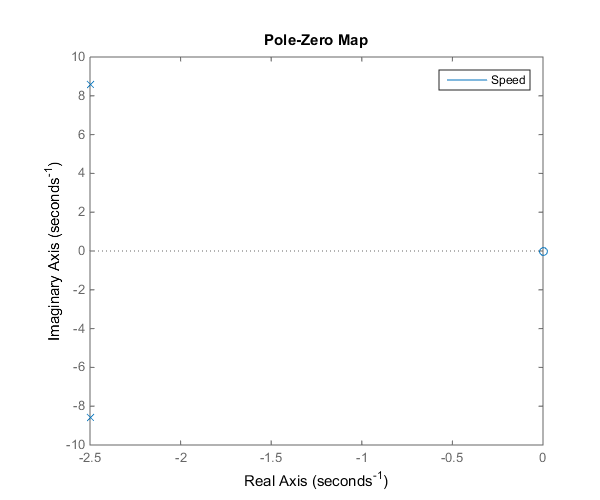 Pole-Zero Map
Speed
10
8
6
4
2
0
-2
-4
-6
-8
-10
-2.5 -2 -1.5 -1 -0.5 0
Imaginary Axis (seconds⁻¹)
Real Axis (seconds⁻¹)